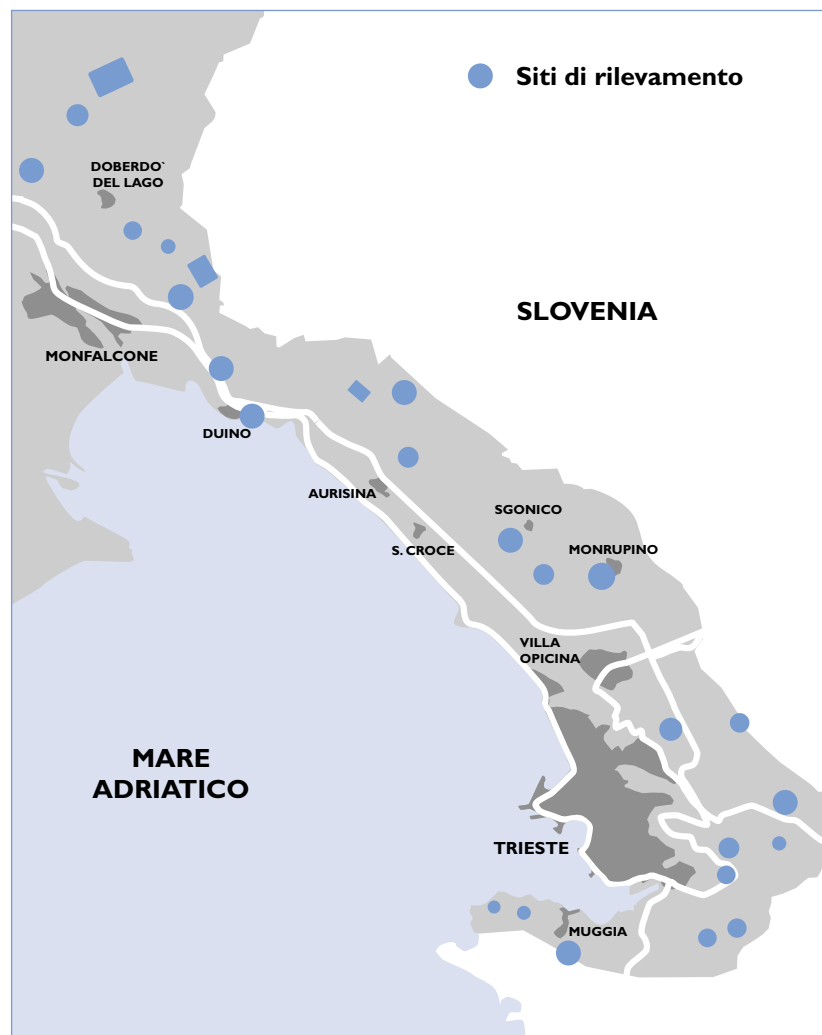 Siti di rilevamento
DOBERDO`
DEL LAGO
SLOVENIA
MONFALCONE
DUINO
AURISINA
SGONICO
S. CROCE
MONRUPINO
VILLA
OPICINA
MARE
ADRIATICO
TRIESTE
MUGGIA